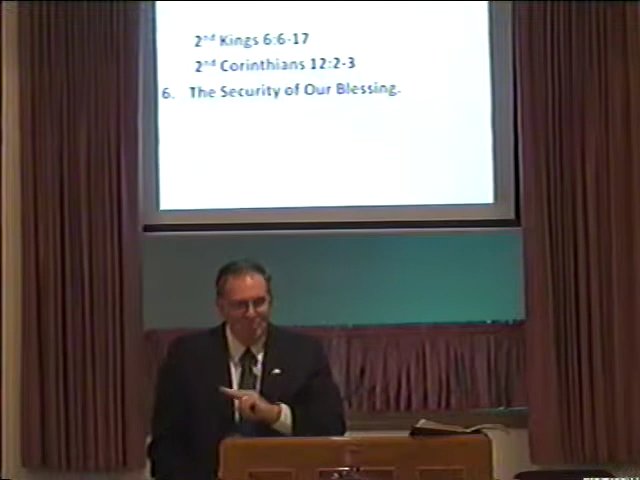 2nd Kings 6:6-17
2nd Corinthians 12:2-3
6. The Security of Our Blessing.